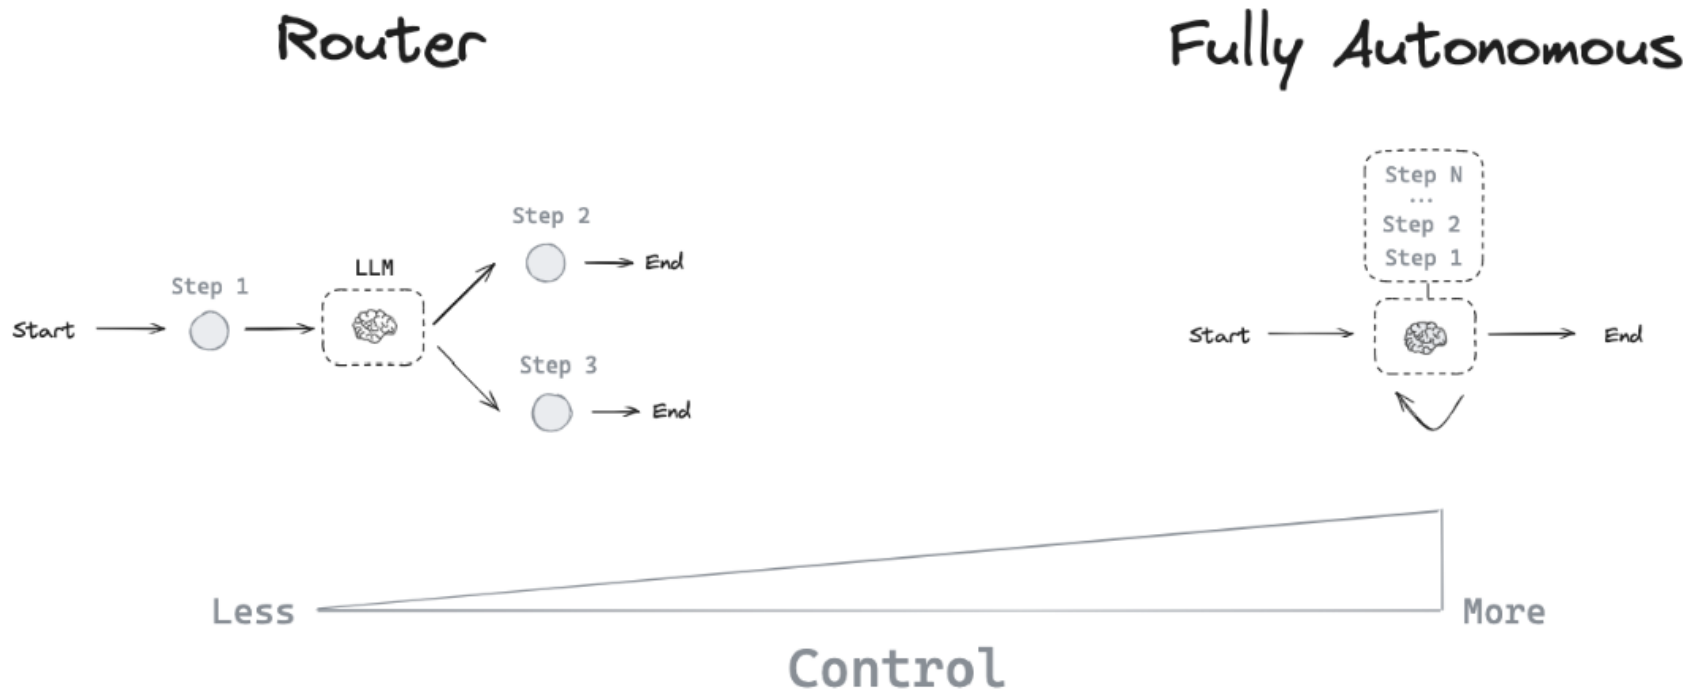 Router
Fully Autonomous
Step 1
LLM
Step 2
Step 3
Start
End
End
Step N
...
Step 2
Step 1
Start
End
Less
More
Control